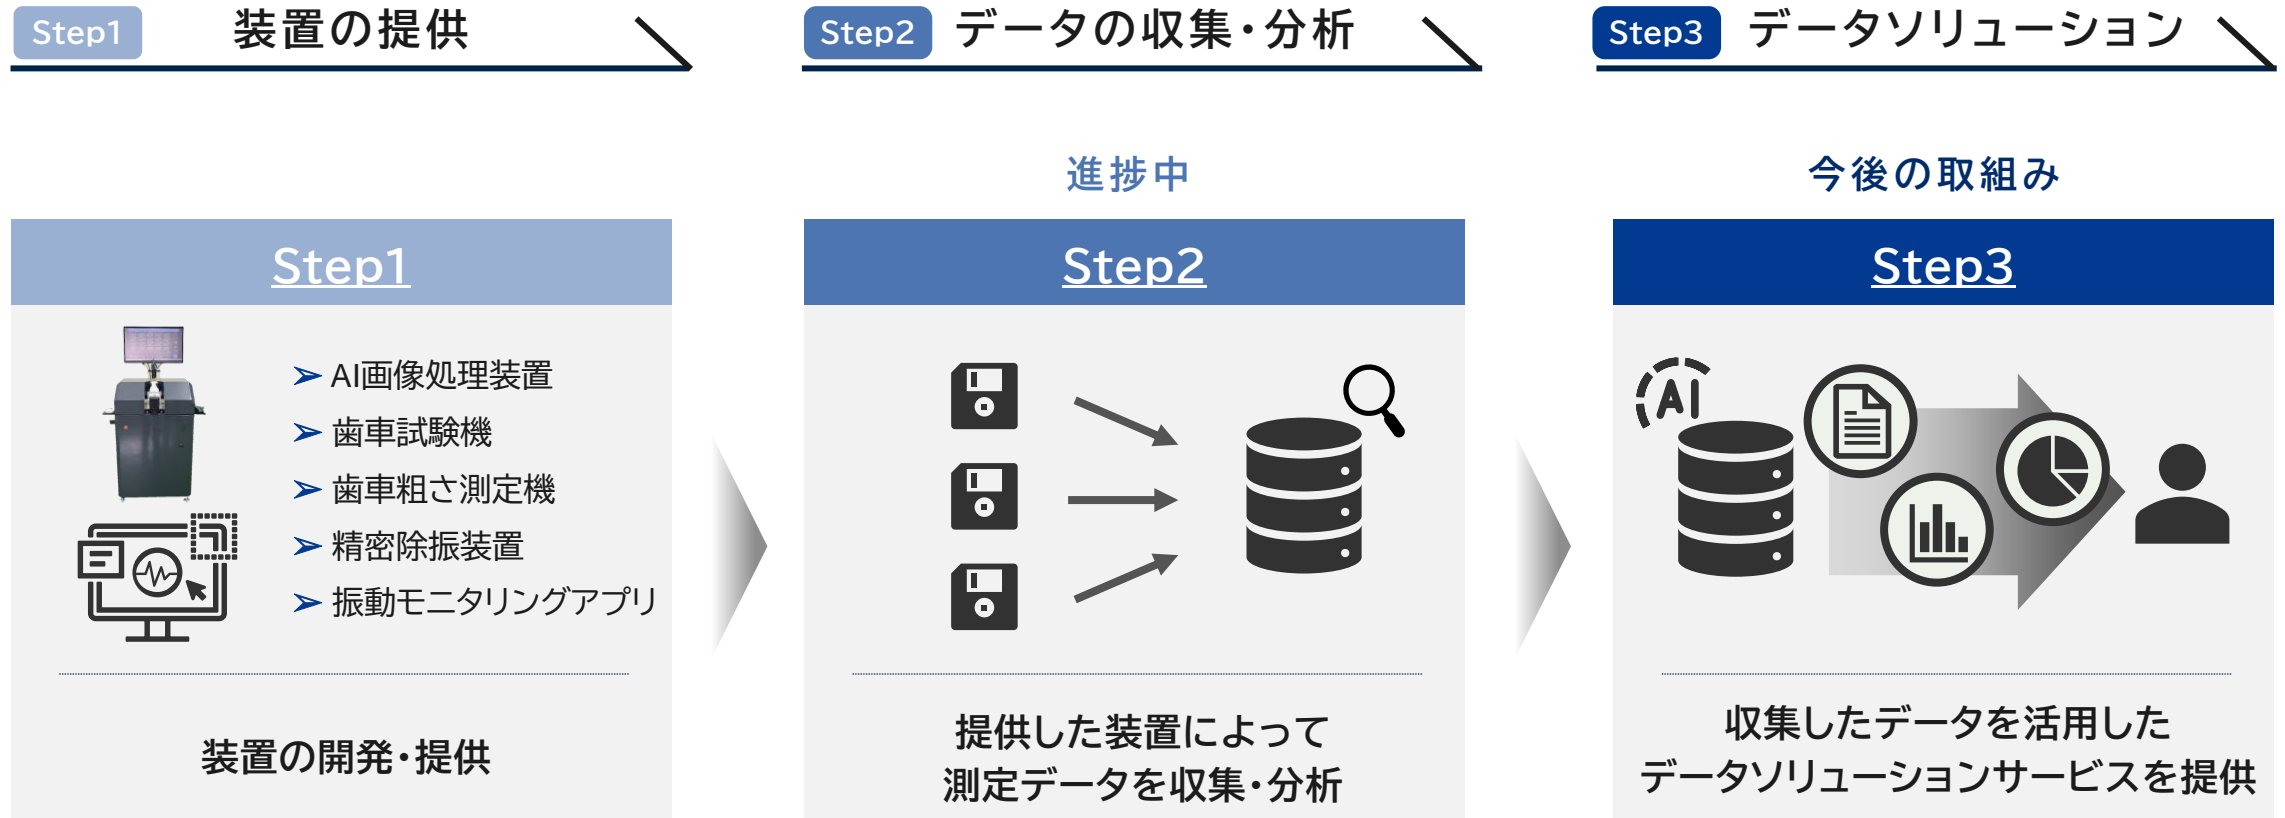 Step1 装置の提供
Step2 データの収集・分析
Step3 データソリューション
進捗中
今後の取組み
Step1
AI画像処理装置
歯車試験機
歯車粗さ測定機
精密除振装置
振動モニタリングアプリ
装置の開発・提供
Step2
提供した装置によって
測定データを収集・分析
Step3
AI
収集したデータを活用した
データソリューションサービスを提供